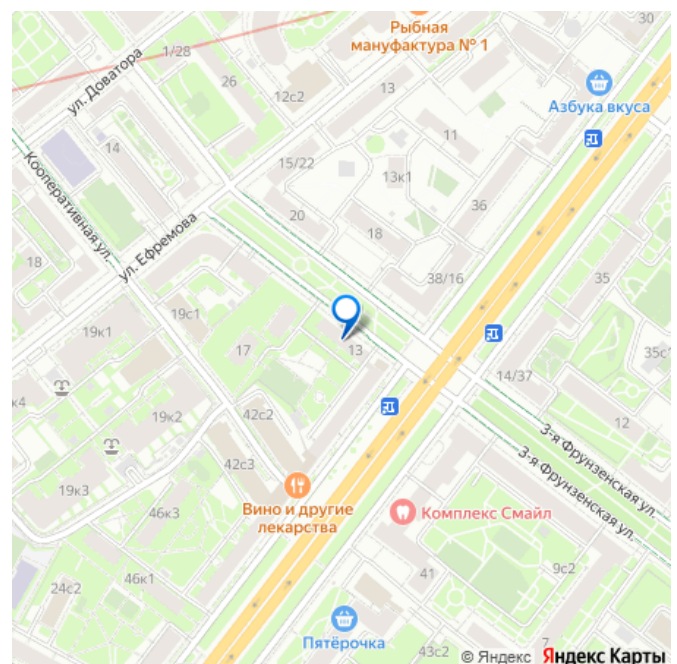 30
Рыбная
мануфактура № 1
1/28
ул. Доватора
26
12с2
13
Азбука вкуса
11
14
15/22
13к1
Кооперативная ул.
36
20
18
ул. Ефремова
38/16
18
35
19с1
19к1
17
13
35с1
14/37
к4
19к2
42с2
12
3-я Фрунзенская ул.
3-я Фрунзенская ул.
42с3
19к3
Вино и другие
лекарства
46к3
Комплекс Смайл
46к1
24с2
41
9с2
Пятёрочка
43с2
7
© Яндекс Яндекс Карты